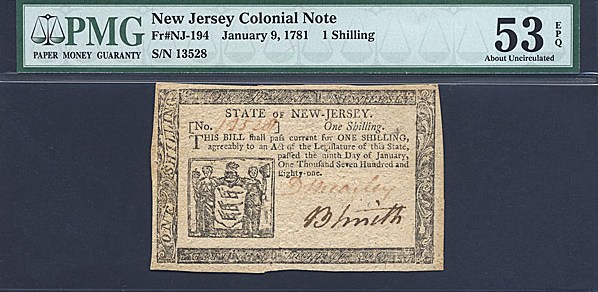 PMG
PAPER MONEY GUARANTY
New Jersey Colonial Note
Fr#NJ-194 January 9, 1781 1 Shilling
S/N 13528
53 EPQ
About Uncirculated
ONE SHILLING
STATE OF NEW-JERSEY.
[No. 13528] One Shilling.
THIS BILL shall pass current for ONE SHILLING,
agreeably to an Act of the Legislature of this State,
passed the ninth Day of January,
One Thousand Seven Hundred and
Eighty-one.
D Brearley
B Smith